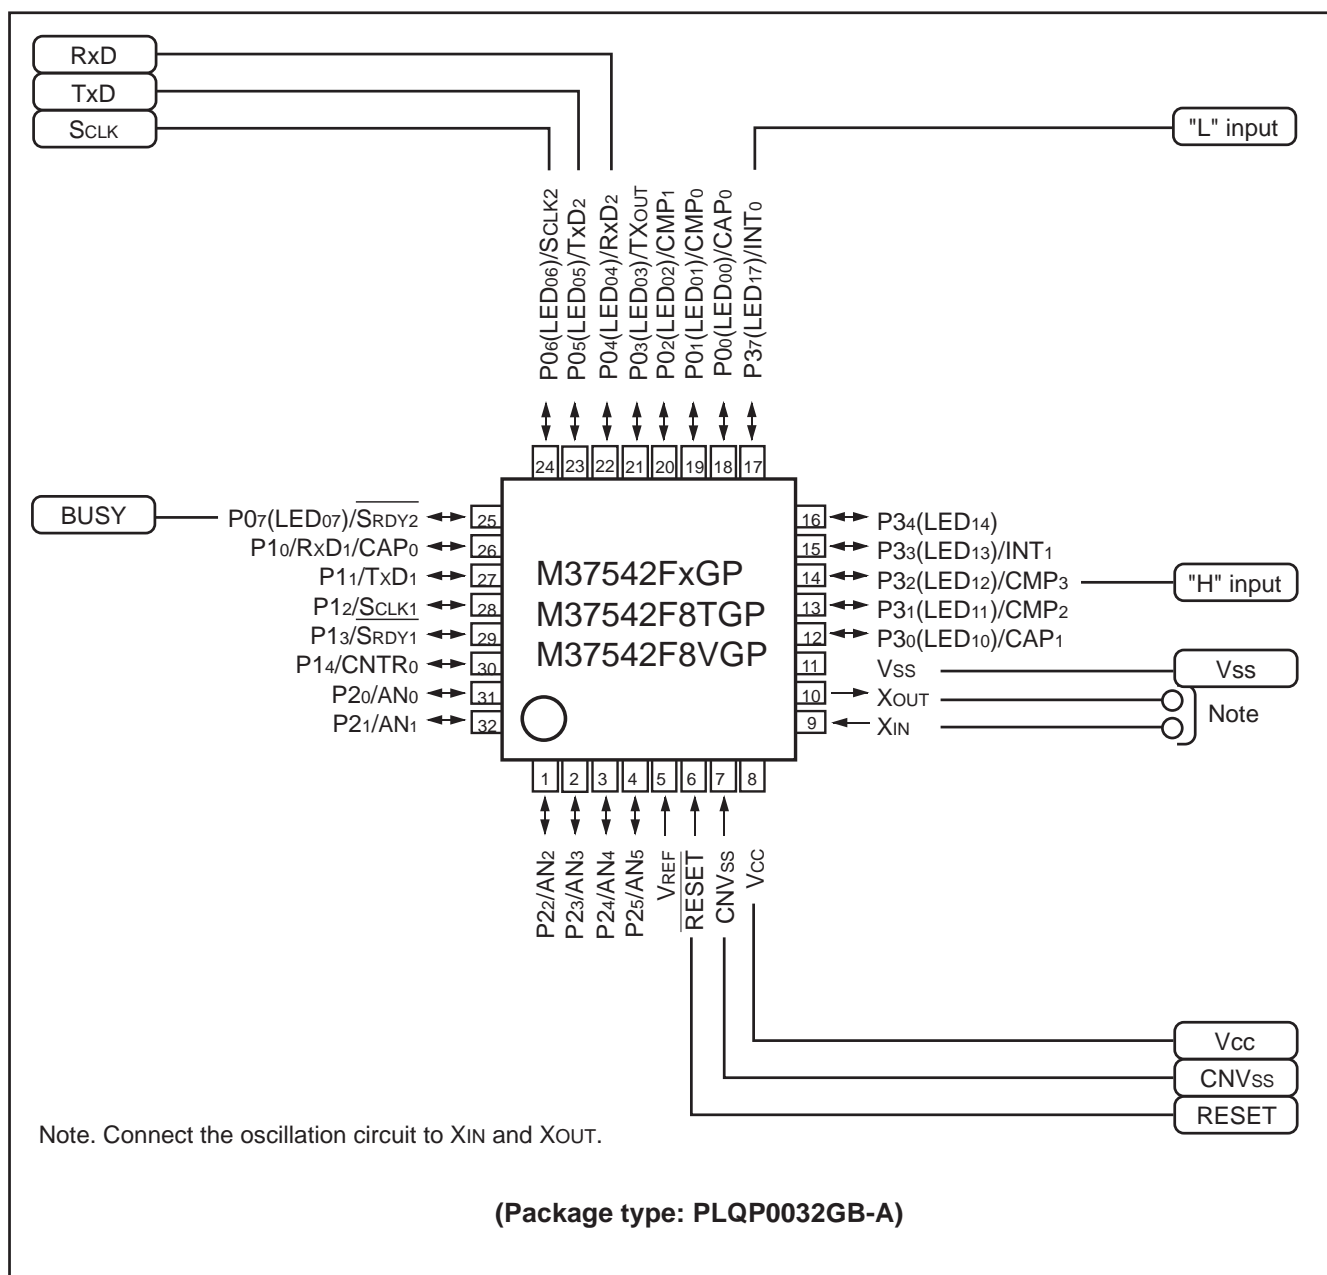 RxD
TxD
SCLK
"L" input
P06(LED06)/SCLK2
P05(LED05)/TxD2
P04(LED04)/RxD2
P03(LED03)/TXOUT
P02(LED02)/CMP1
P01(LED01)/CMP0
P00(LED00)/CAP0
P37(LED17)/INT0
24 23 22 21 20 19 18 17
BUSY
P07(LED07)/SRDY2 25
P10/RxD1/CAP0 26
P11/TxD1 27
P12/SCLK1 28
P13/SRDY1 29
P14/CNTR0 30
P20/AN0 31
P21/AN1 32
M37542FxGP
M37542F8TGP
M37542F8VGP
16 P34(LED14)
15 P33(LED13)/INT1
14 P32(LED12)/CMP3
"H" input
13 P31(LED11)/CMP2
12 P30(LED10)/CAP1
11 VSS
Vss
10 XOUT
9 XIN
Note
1 2 3 4 5 6 7 8
P22/AN2
P23/AN3
P24/AN4
P25/AN5
VREF
RESET
CNVSS
VCC
Vcc
CNVSS
RESET
Note. Connect the oscillation circuit to XIN and XOUT.
(Package type: PLQP0032GB-A)